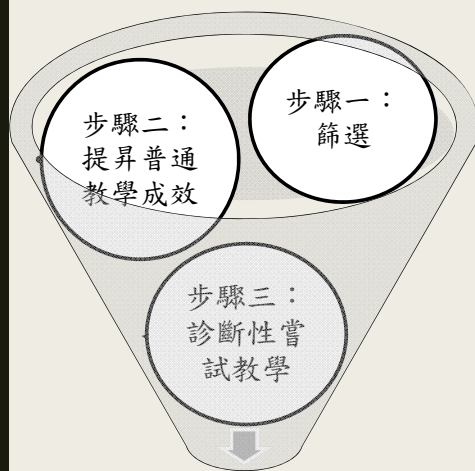 步驟一：
篩選
步驟二：
提昇普通
教學成效
步驟三：
診斷性嘗
試教學